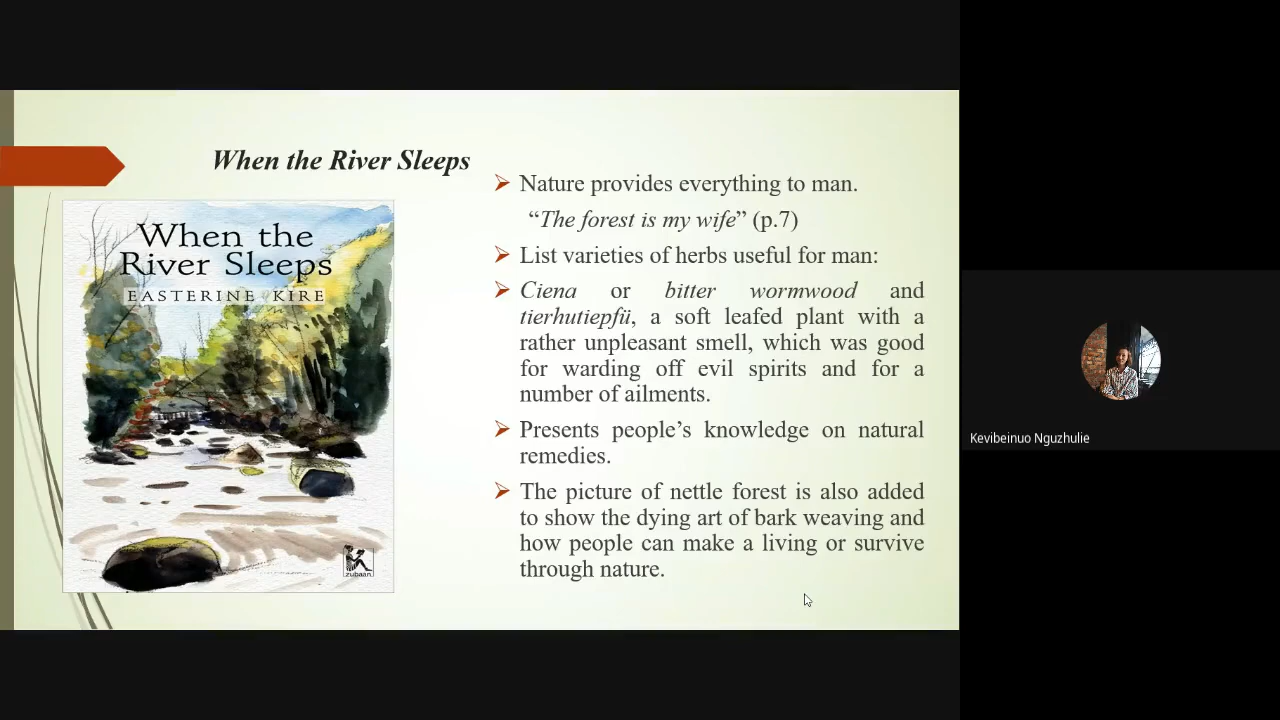 When the River Sleeps
When the
River Sleeps
EASTERINE KIRE
zubaan
Nature provides everything to man.
“The forest is my wife” (p.7)
List varieties of herbs useful for man:
Ciena or bitter wormwood and
tierhutiepfü, a soft leafed plant with a
rather unpleasant smell, which was good
for warding off evil spirits and for a
number of ailments.
Presents people’s knowledge on natural
remedies.
The picture of nettle forest is also added
to show the dying art of bark weaving and
how people can make a living or survive
through nature.
Kevibeinuo Nguzhulie